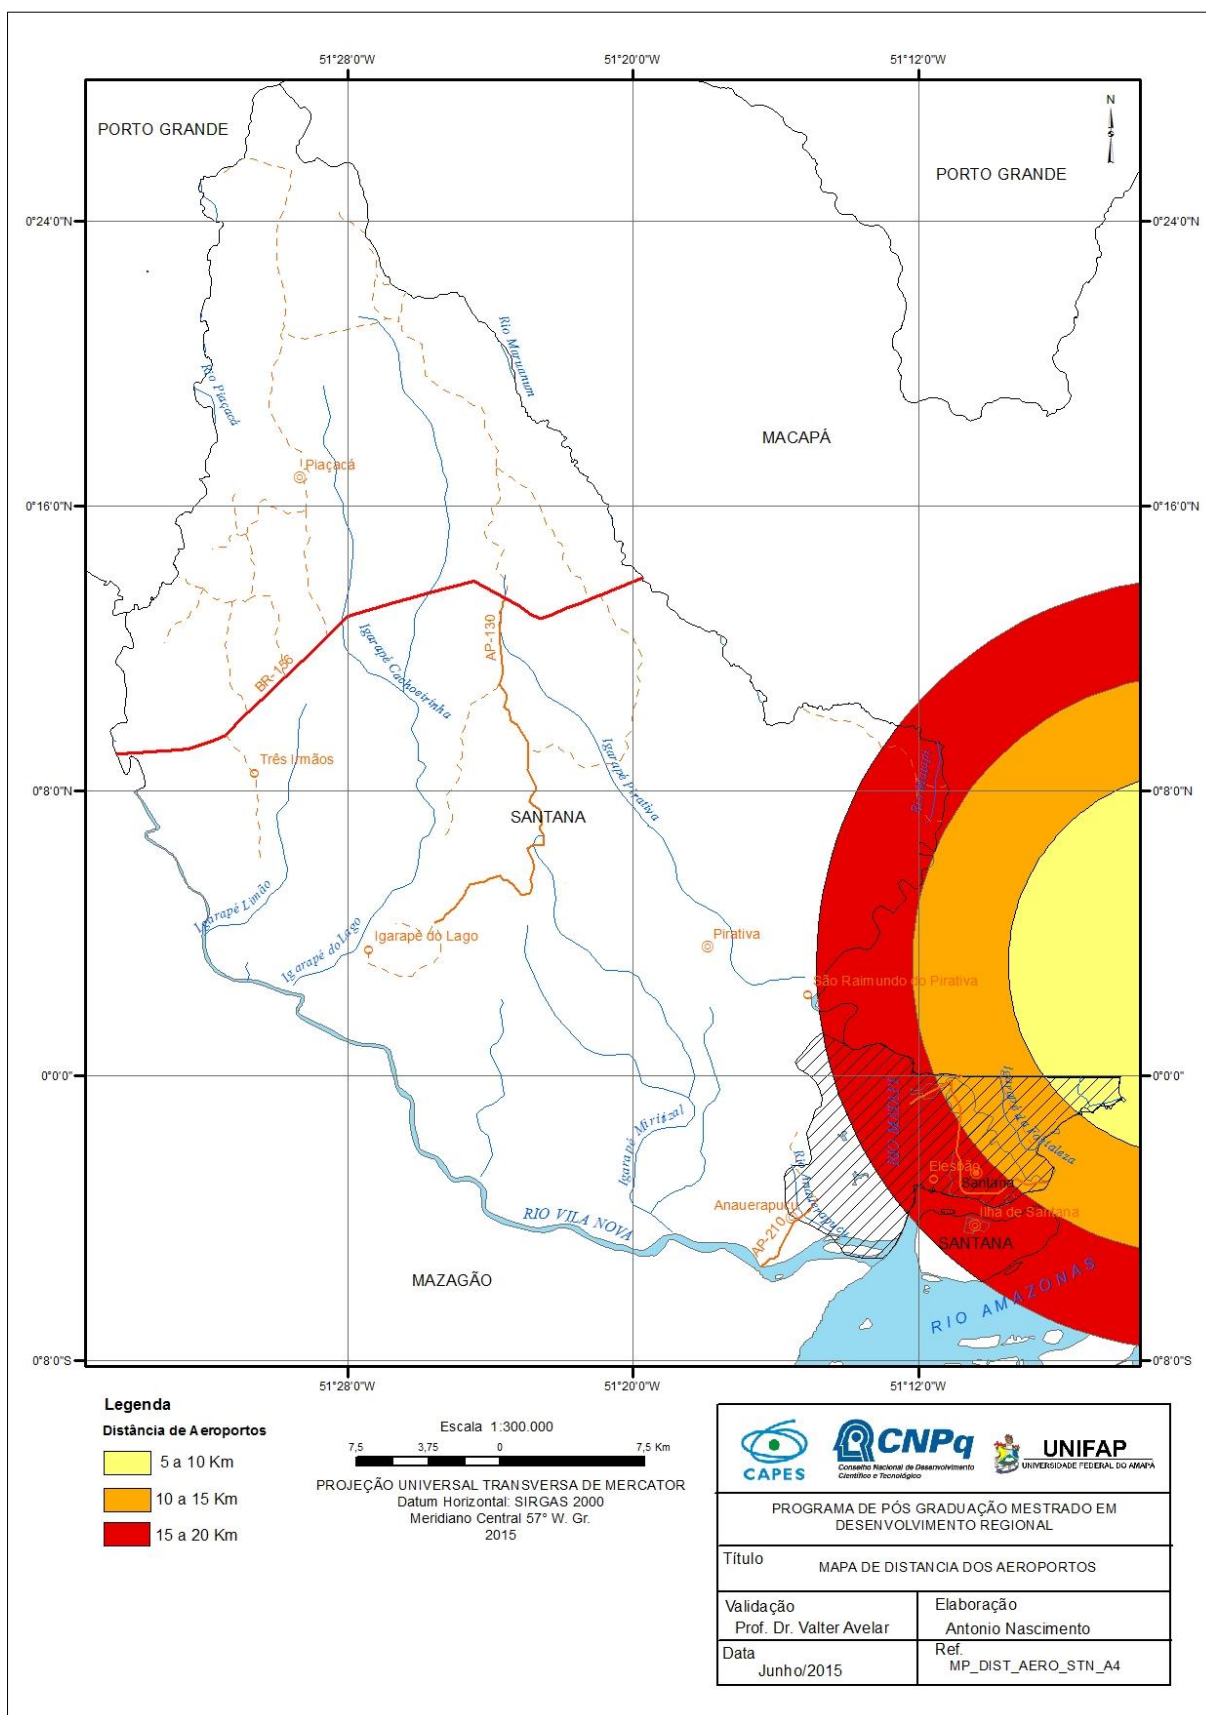 51°28'0"W 51°20'0"W 51°12'0"W
N
S
PORTO GRANDE
PORTO GRANDE
0°24'0"N 0°24'0"N
Rio Maruanum
Rio Piaçacá
MACAPÁ
Piaçacá
0°16'0"N 0°16'0"N
AP-130
Igarapé Cachoeirinha
BR-156
Igarapé Pirativa
Três Irmãos
0°8'0"N 0°8'0"N
SANTANA
Igarapé Limão
Igarapé do Lago
Igarapé do Lago
Pirativa
São Raimundo do Pirativa
0°0'0" 0°0'0"
Igarapé da Fortaleza
Igarapé Miritizal
Elesbão
Santana
Rio Anauerapucu
Anauerapucu
Ilha de Santana
RIO VILA NOVA
AP-210
SANTANA
MAZAGÃO
RIO AMAZONAS
0°8'0"S 0°8'0"S
51°28'0"W 51°20'0"W 51°12'0"W
Legenda
Distância de Aeroportos
5 a 10 Km
10 a 15 Km
15 a 20 Km
Escala 1:300.000
7,5 3,75 0 7,5 Km
PROJEÇÃO UNIVERSAL TRANSVERSA DE MERCATOR
Datum Horizontal: SIRGAS 2000
Meridiano Central 57° W. Gr.
2015
CAPES
CNPq
Conselho Nacional de Desenvolvimento
Científico e Tecnológico
UNIFAP
UNIVERSIDADE FEDERAL DO AMAPÁ
PROGRAMA DE PÓS GRADUAÇÃO MESTRADO EM
DESENVOLVIMENTO REGIONAL
Título
MAPA DE DISTANCIA DOS AEROPORTOS
Validação
Prof. Dr. Valter Avelar
Elaboração
Antonio Nascimento
Data
Junho/2015
Ref.
MP_DIST_AERO_STN_A4